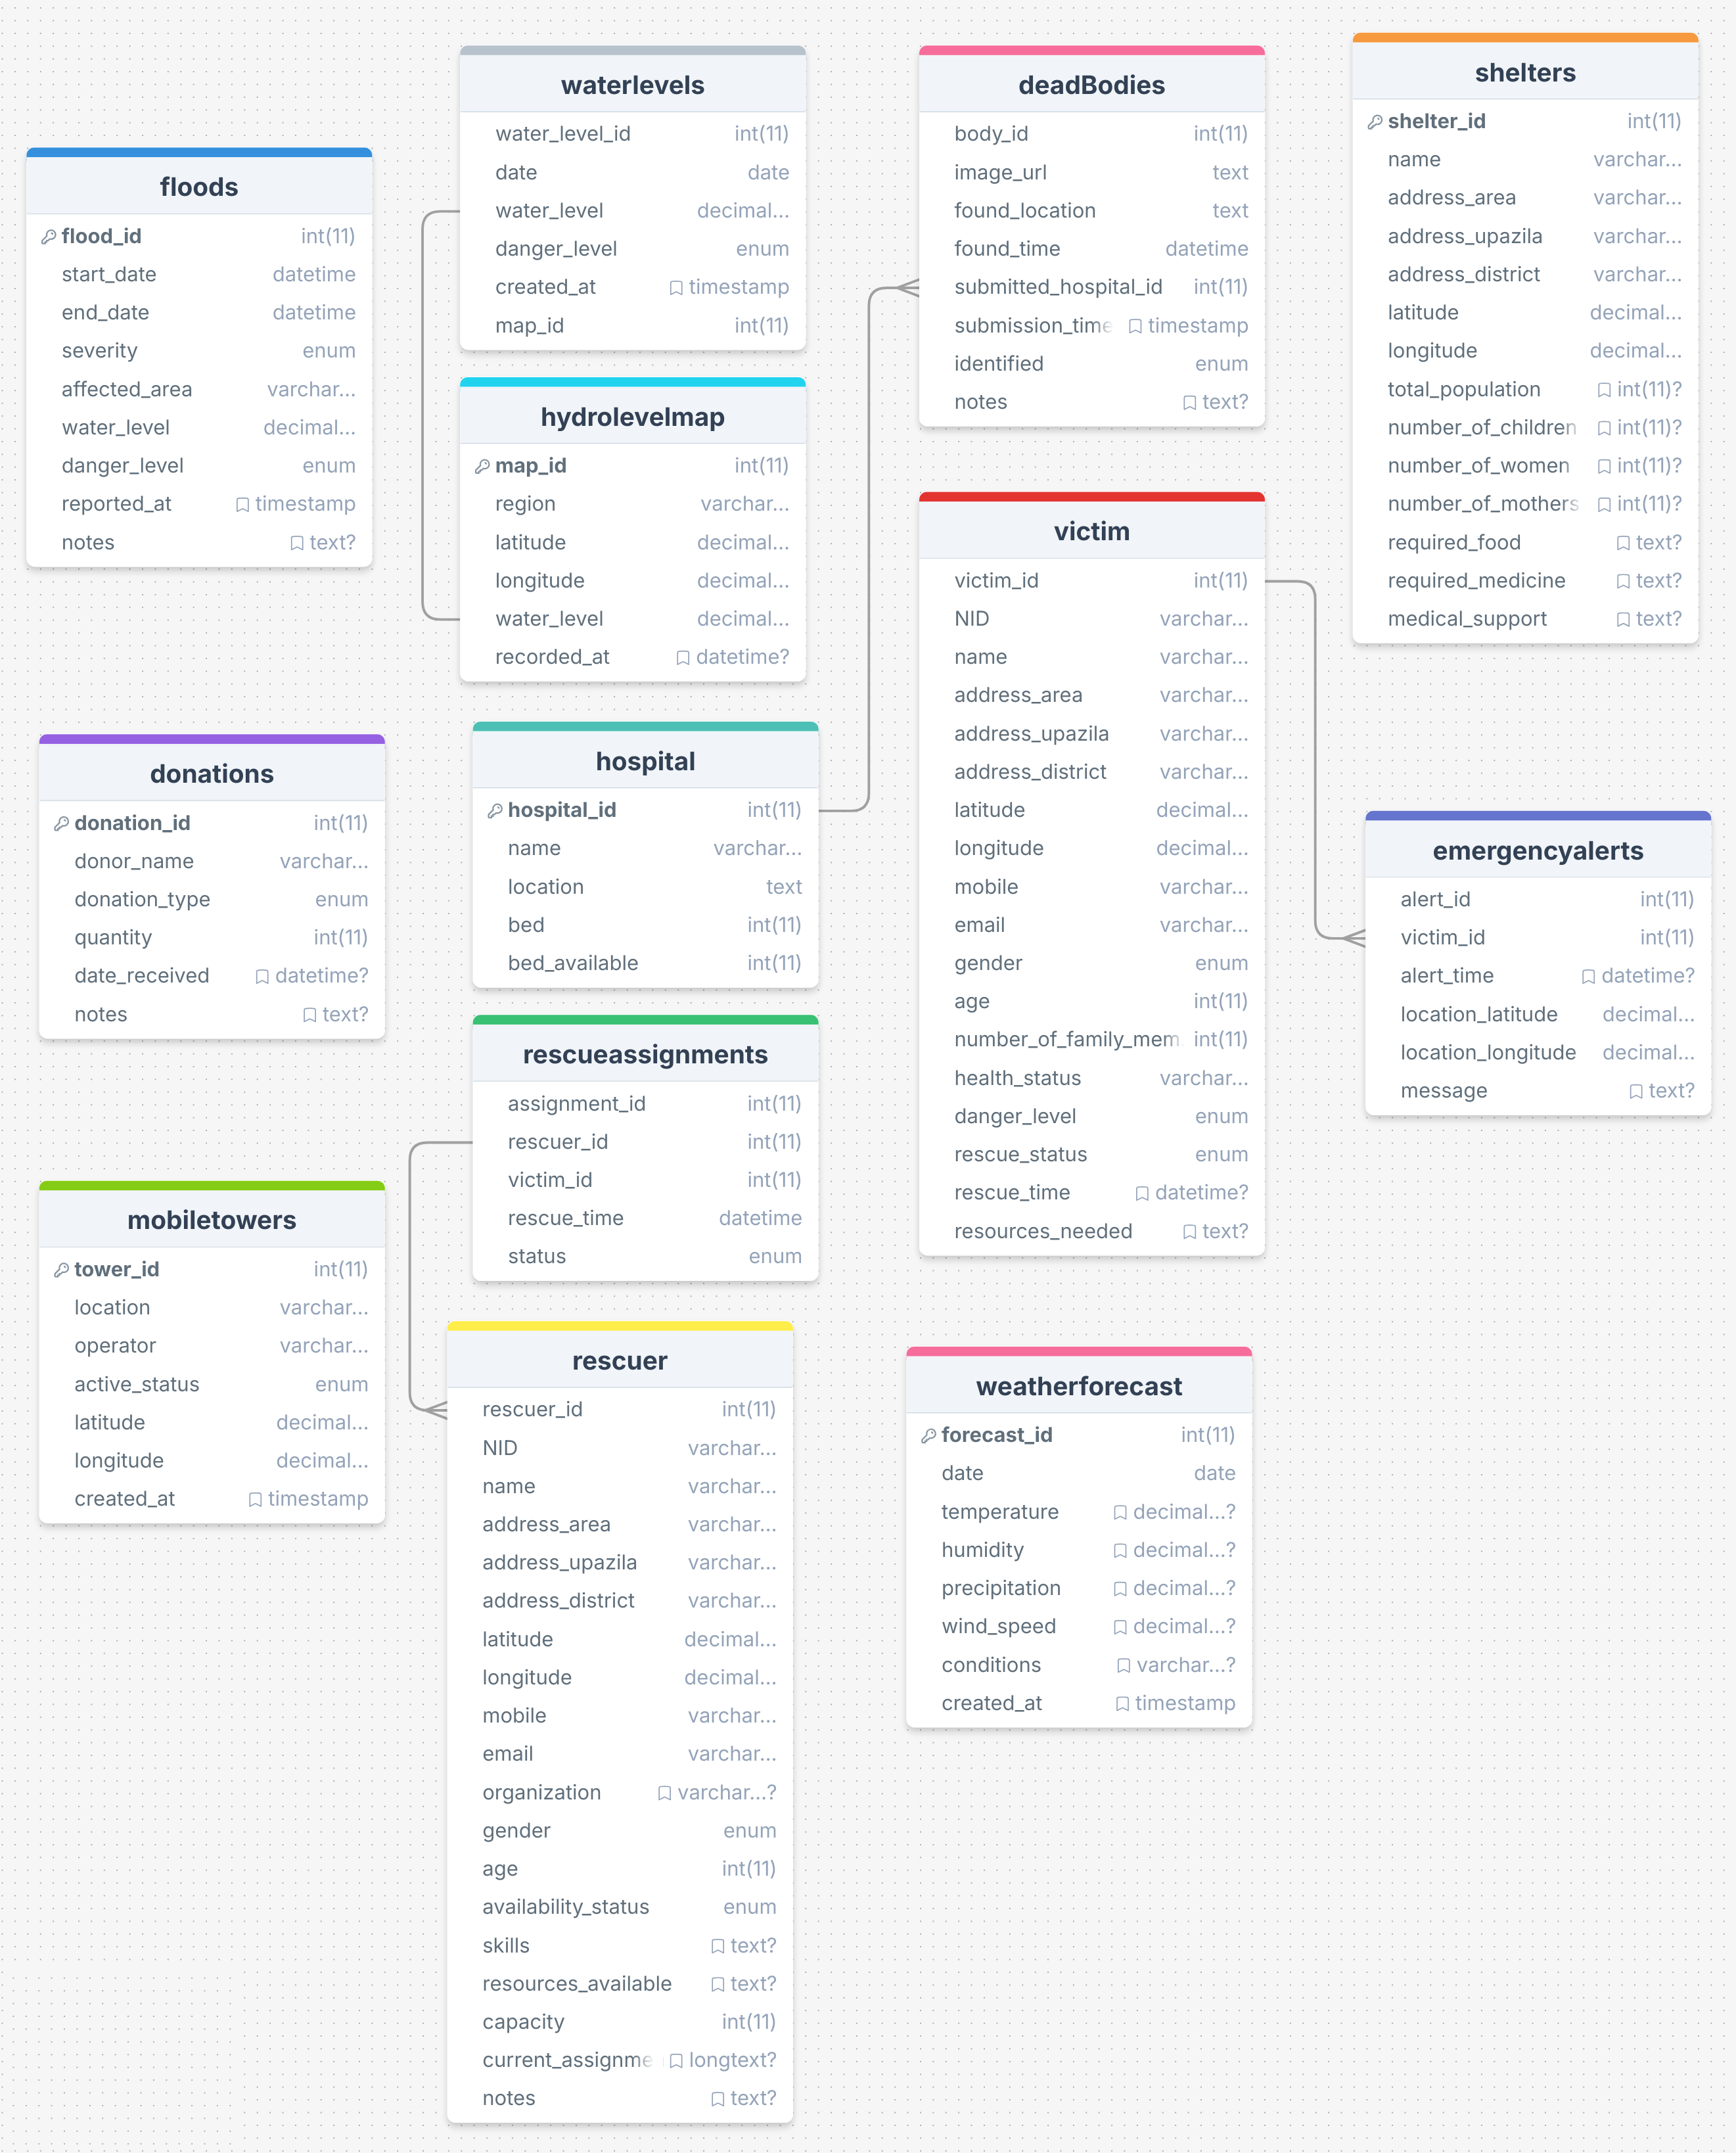 floods
flood_id int(11)
start_date datetime
end_date datetime
severity enum
affected_area varchar...
water_level decimal...
danger_level enum
reported_at timestamp
notes text?
donations
donation_id int(11)
donor_name varchar...
donation_type enum
quantity int(11)
date_received datetime?
notes text?
mobiletowers
tower_id int(11)
location varchar...
operator varchar...
active_status enum
latitude decimal...
longitude decimal...
created_at timestamp
waterlevels
water_level_id int(11)
date date
water_level decimal...
danger_level enum
created_at timestamp
map_id int(11)
hydrolevelmap
map_id int(11)
region varchar...
latitude decimal...
longitude decimal...
water_level decimal...
recorded_at datetime?
hospital
hospital_id int(11)
name varchar...
location text
bed int(11)
bed_available int(11)
rescueassignments
assignment_id int(11)
rescuer_id int(11)
victim_id int(11)
rescue_time datetime
status enum
rescuer
rescuer_id int(11)
NID varchar...
name varchar...
address_area varchar...
address_upazila varchar...
address_district varchar...
latitude decimal...
longitude decimal...
mobile varchar...
email varchar...
organization varchar...?
gender enum
age int(11)
availability_status enum
skills text?
resources_available text?
capacity int(11)
current_assignme longtext?
notes text?
deadBodies
body_id int(11)
image_url text
found_location text
found_time datetime
submitted_hospital_id int(11)
submission_time timestamp
identified enum
notes text?
victim
victim_id int(11)
NID varchar...
name varchar...
address_area varchar...
address_upazila varchar...
address_district varchar...
latitude decimal...
longitude decimal...
mobile varchar...
email varchar...
gender enum
age int(11)
number_of_family_mem int(11)
health_status varchar...
danger_level enum
rescue_status enum
rescue_time datetime?
resources_needed text?
weatherforecast
forecast_id int(11)
date date
temperature decimal...?
humidity decimal...?
precipitation decimal...?
wind_speed decimal...?
conditions varchar...?
created_at timestamp
shelters
shelter_id int(11)
name varchar...
address_area varchar...
address_upazila varchar...
address_district varchar...
latitude decimal...
longitude decimal...
total_population int(11)?
number_of_children int(11)?
number_of_women int(11)?
number_of_mothers int(11)?
required_food text?
required_medicine text?
medical_support text?
emergencyalerts
alert_id int(11)
victim_id int(11)
alert_time datetime?
location_latitude decimal...
location_longitude decimal...
message text?